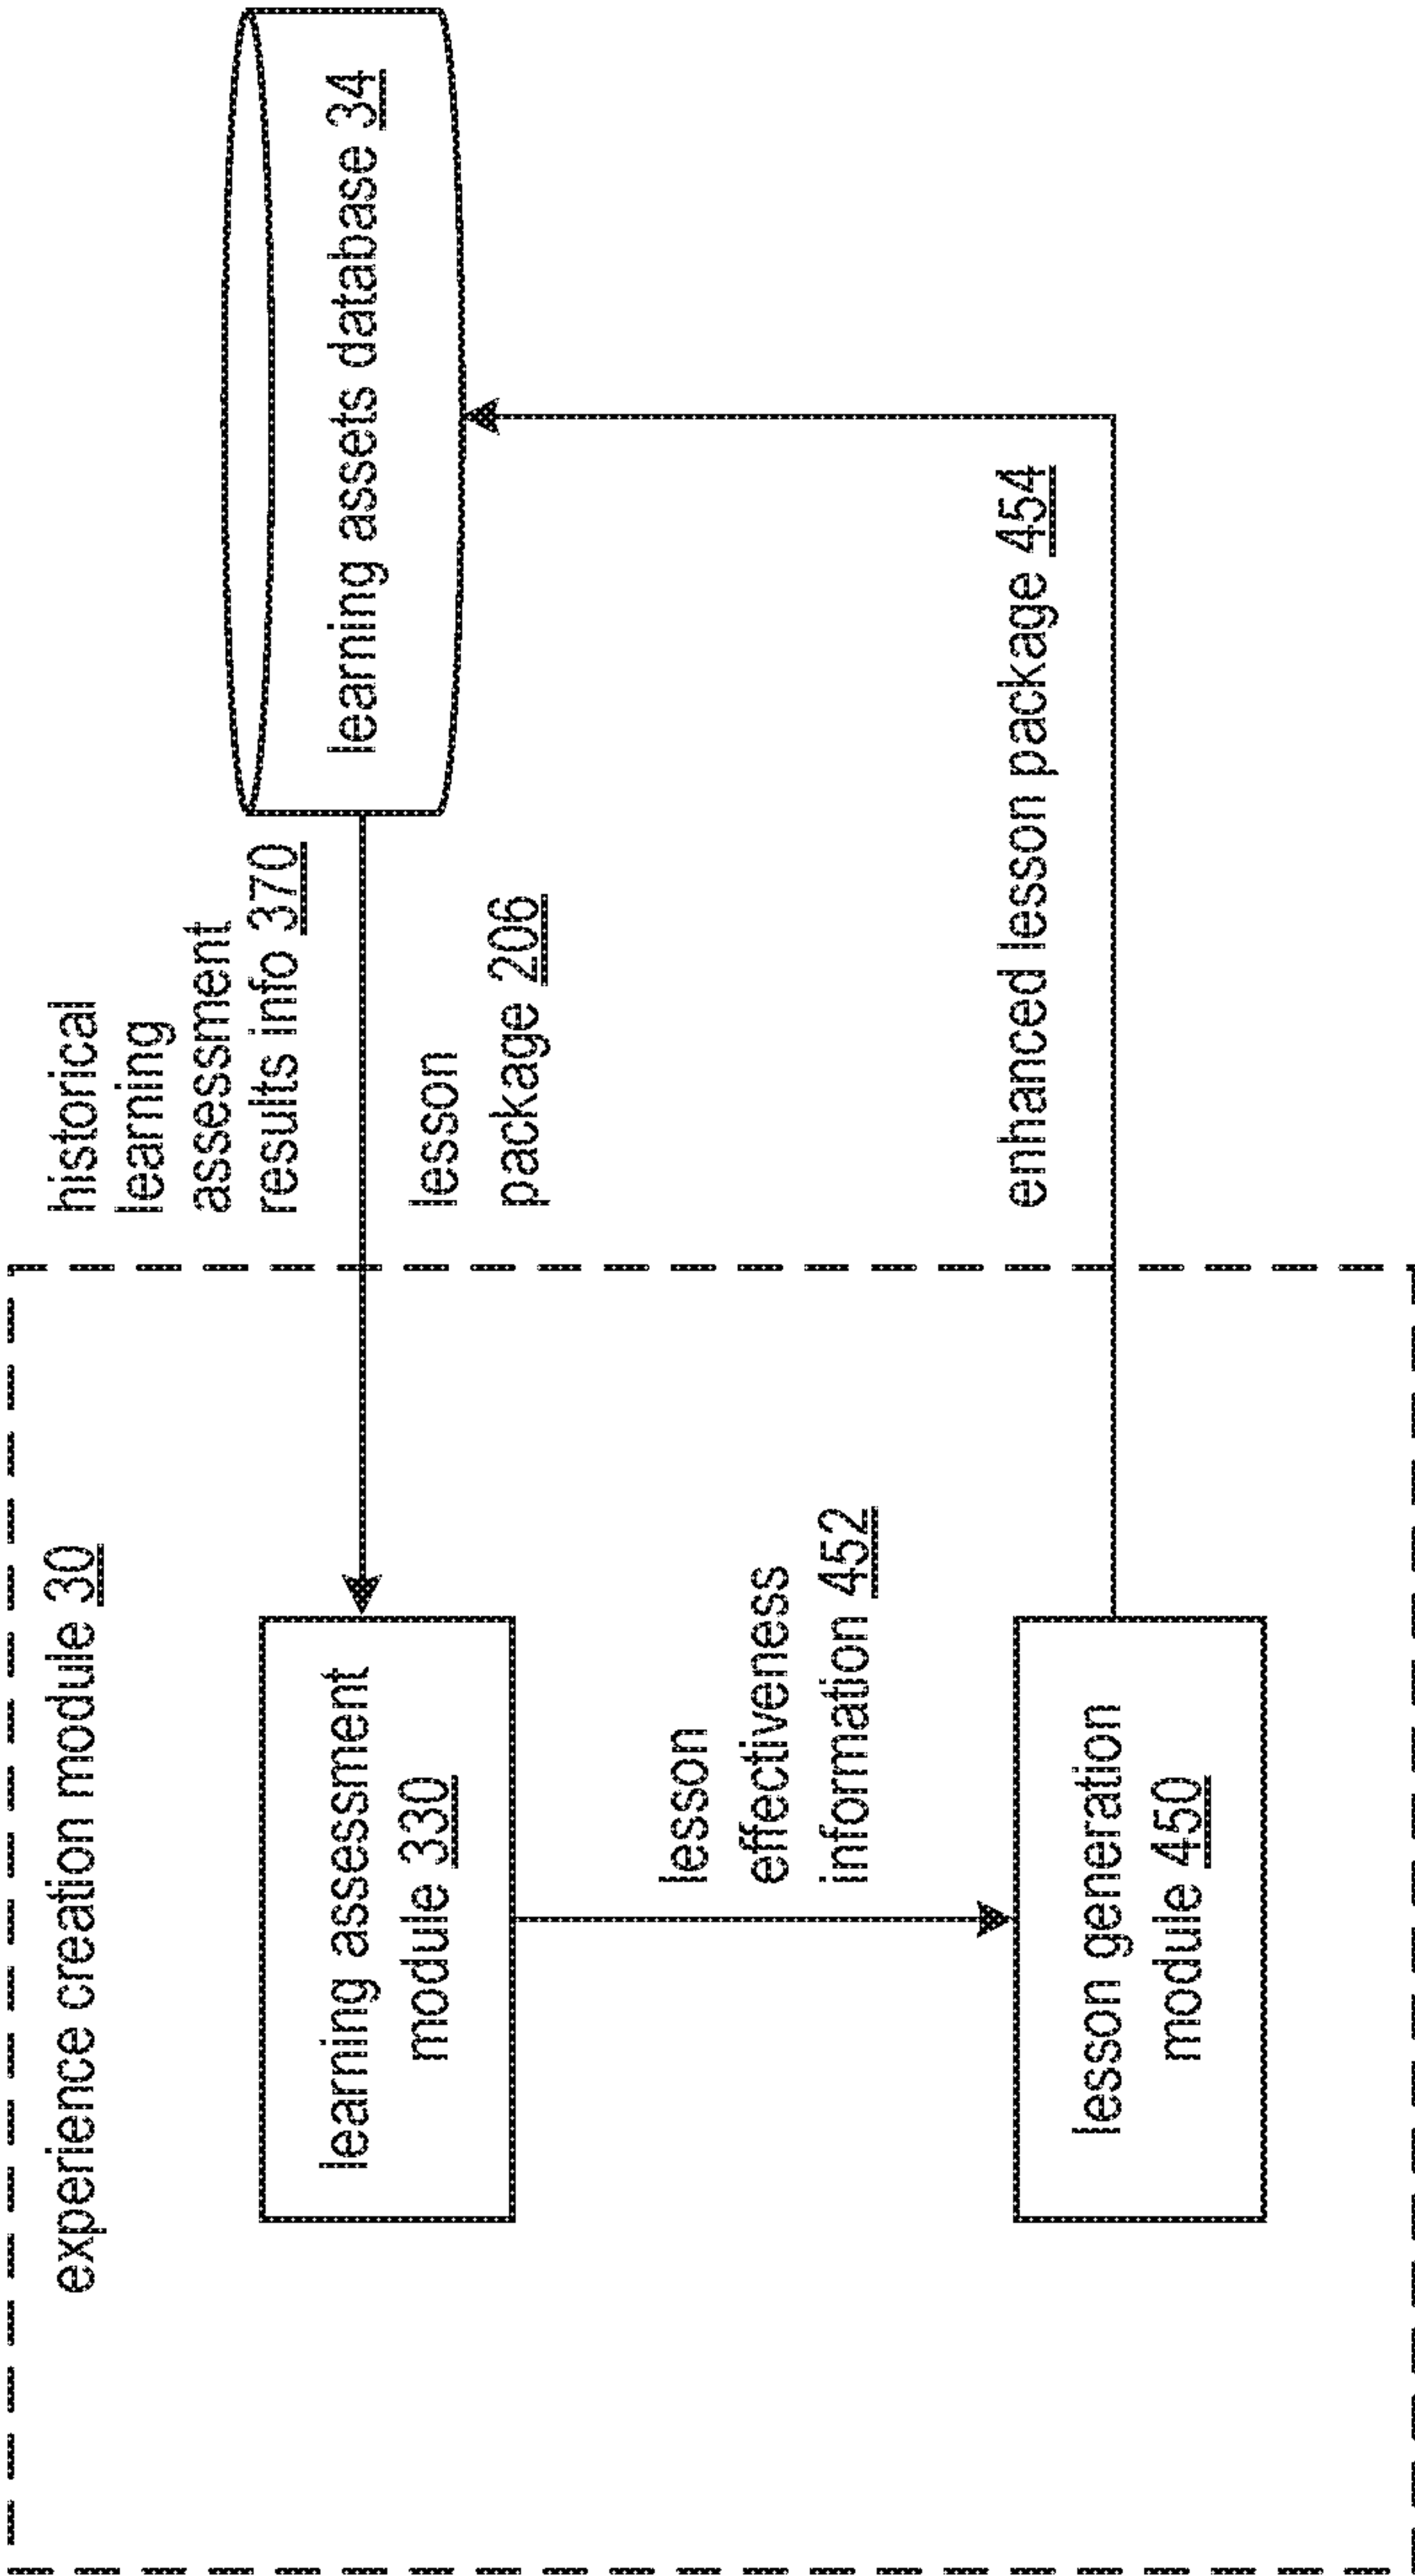 experience creation module 30
learning assessment
module 330
lesson
effectiveness
information 452
lesson generation
module 450
historical
learning
assessment
results info 370
lesson
package 206
learning assets database 34
enhanced lesson package 454